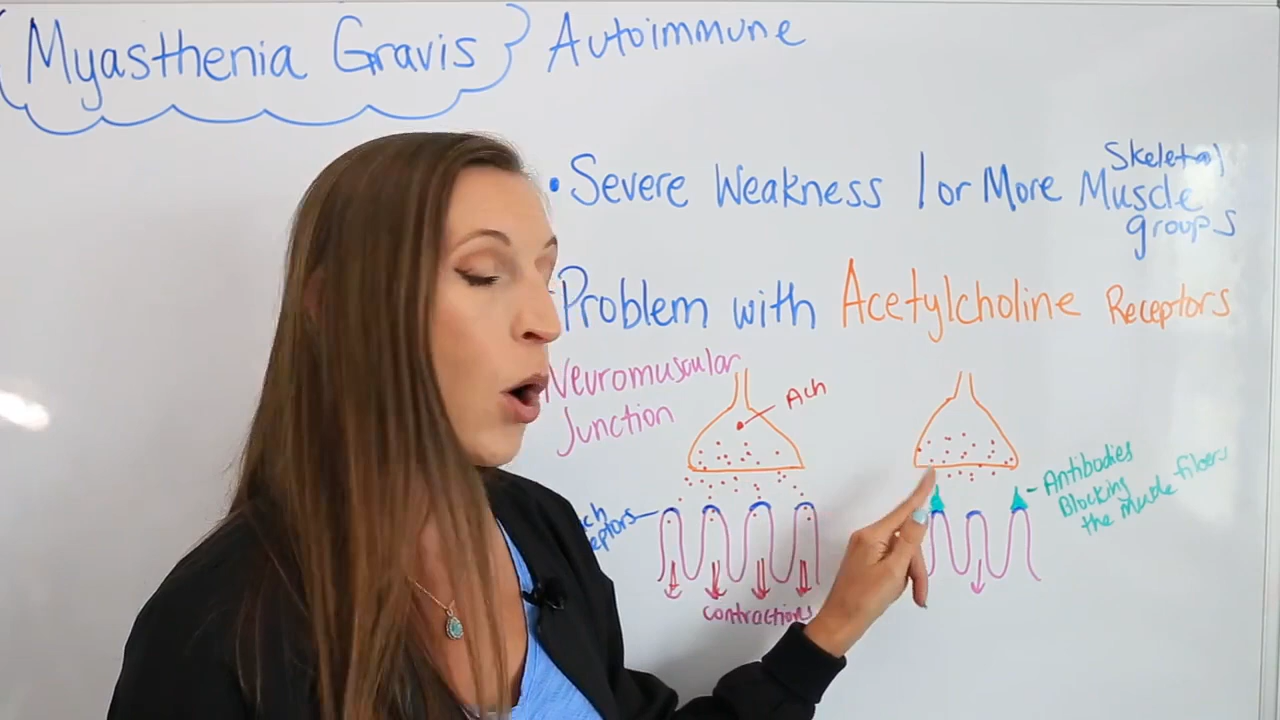 Myasthenia Gravis Autoimmune
• Severe Weakness 1 or More Skeletal Muscle groups
Problem with Acetylcholine Receptors
Neuromuscular
Junction
Ach
Antibodies
Blocking
the Muscle fibers
contractions